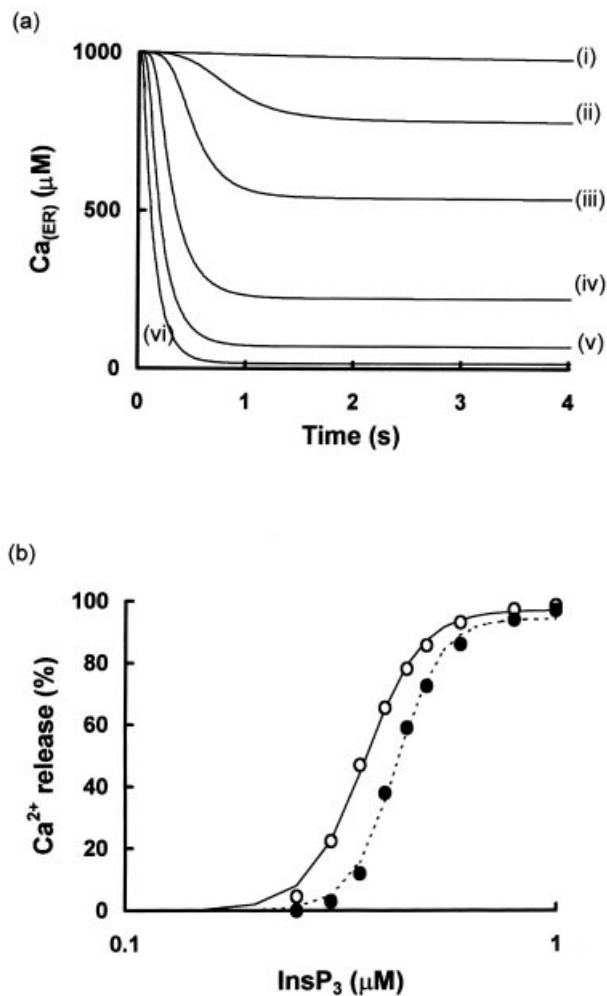 (a)
1000
500
0
Ca(ER) (μM)
(i)
(ii)
(iii)
(iv)
(v)
(vi)
0 1 2 3 4
Time (s)
(b)
100
80
60
40
20
0
Ca2+ release (%)
0.1 1
InsP3 (μM)